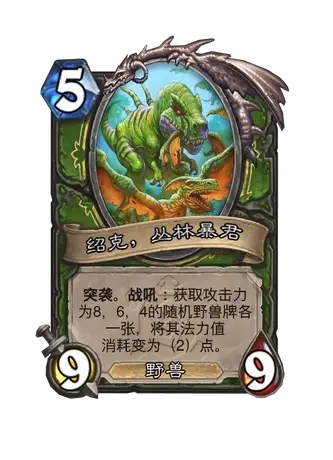 5
绍克，丛林暴君
突袭。战吼：获取攻击力
为8，6，4的随机野兽牌各
一张，将其法力值
消耗变为（2）点。
9
野兽
9